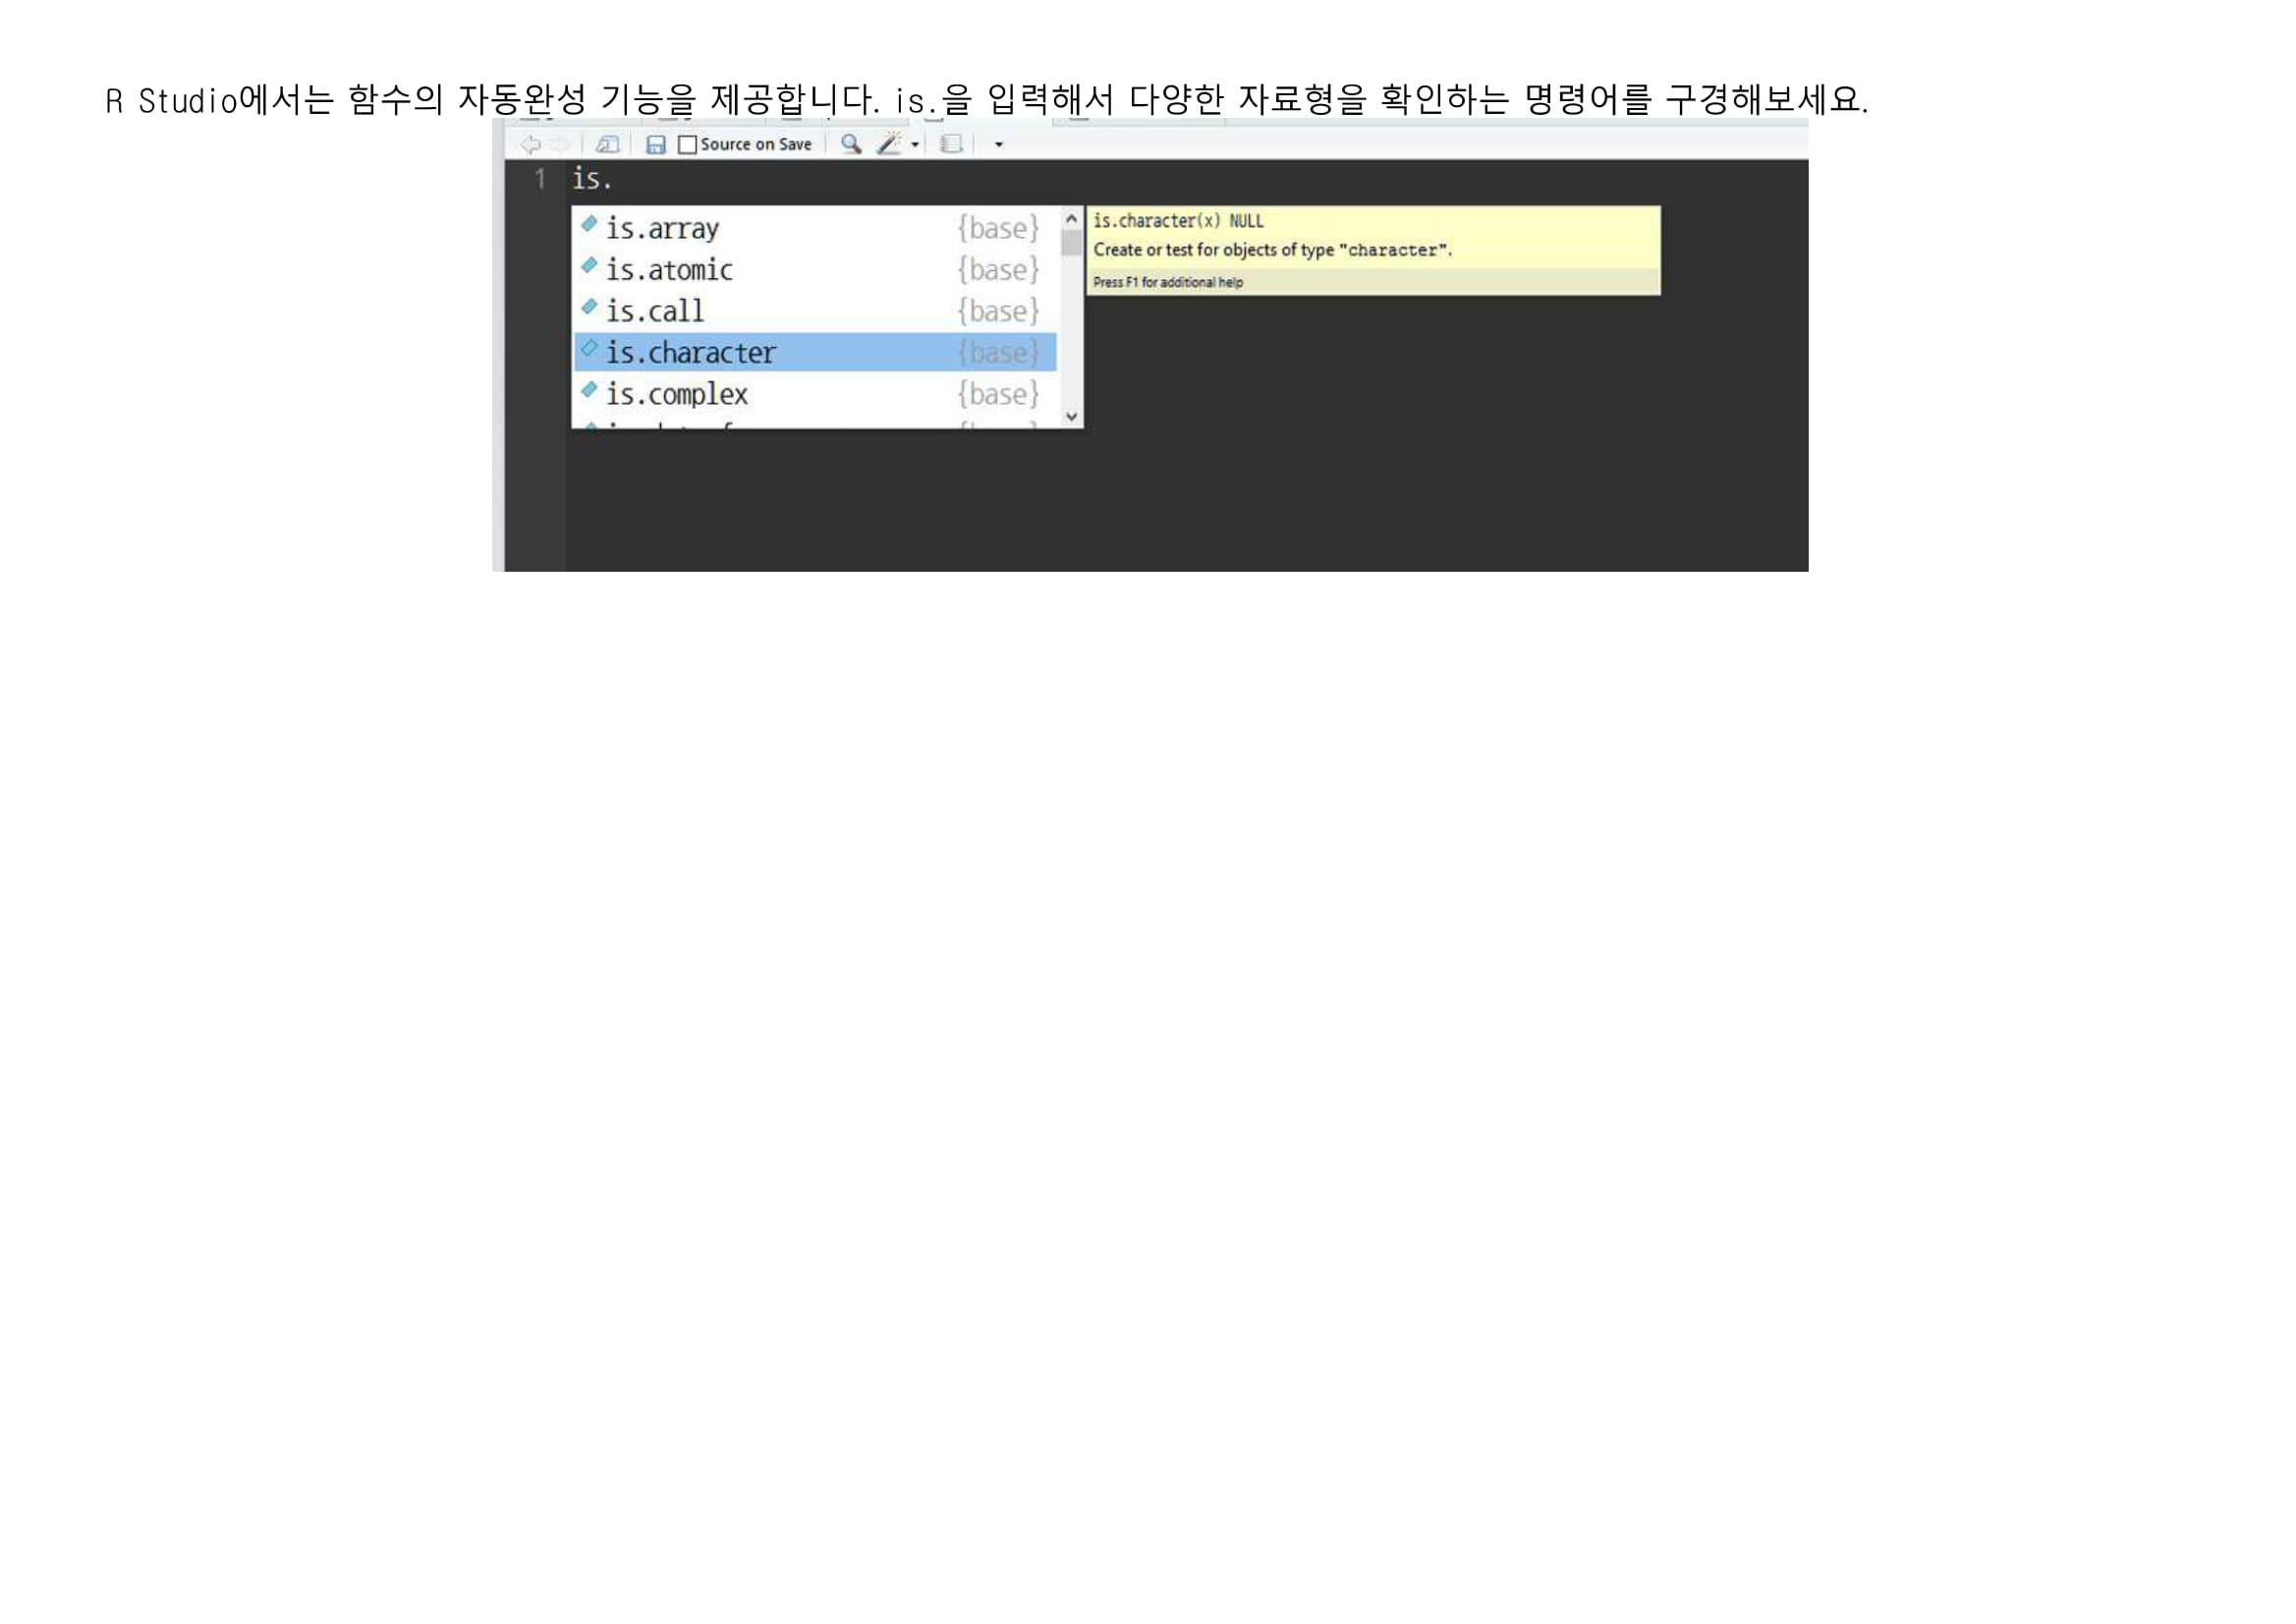 R Studio에서는 함수의 자동완성 기능을 제공합니다. is.을 입력해서 다양한 자료형을 확인하는 명령어를 구경해보세요.
Source on Save
1 is.
is.array {base}
is.atomic {base}
is.call {base}
is.character {base}
is.complex {base}
is.character(x) NULL
Create or test for objects of type "character".
Press F1 for additional help